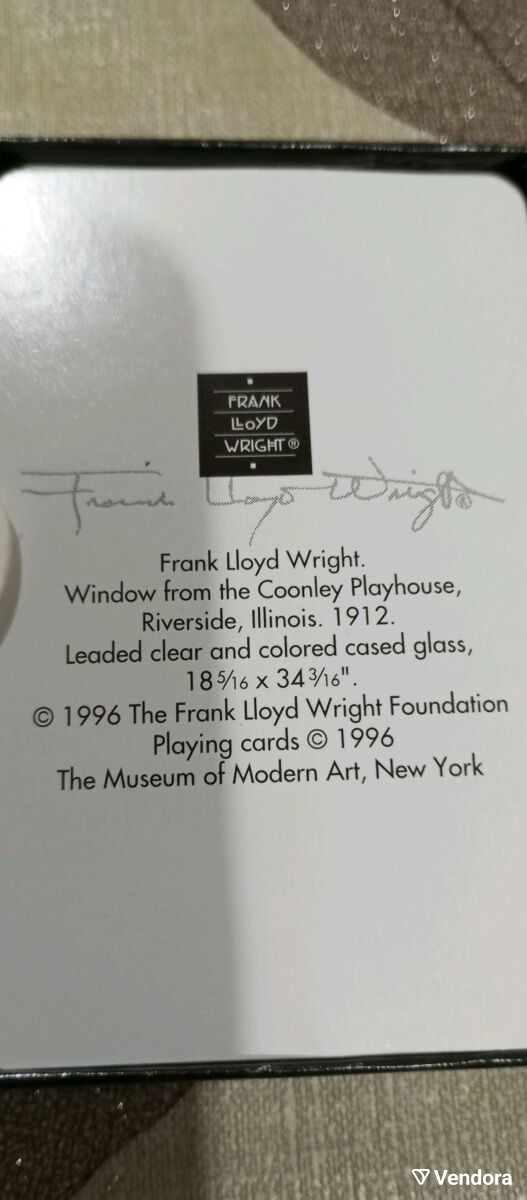 FRANK
LLOYD
WRIGHT®
Frank Lloyd Wright®
Frank Lloyd Wright.
Window from the Coonley Playhouse,
Riverside, Illinois. 1912.
Leaded clear and colored cased glass,
18 5/16 x 34 3/16".
© 1996 The Frank Lloyd Wright Foundation
Playing cards © 1996
The Museum of Modern Art, New York
Vendora